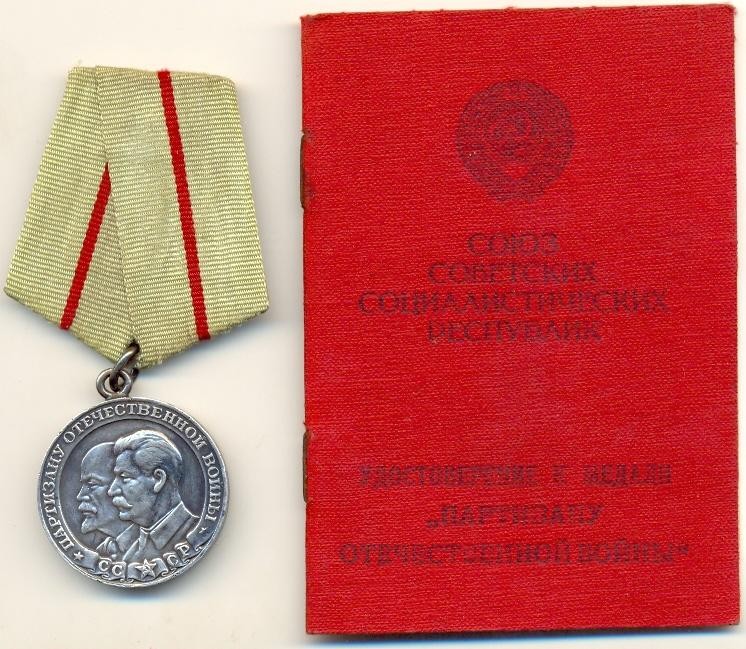 ПАРТИЗАНУ ОТЕЧЕСТВЕННОЙ ВОЙНЫ
СССР
СОЮЗ
СОВЕТСКИХ
СОЦИАЛИСТИЧЕСКИХ
РЕСПУБЛИК
УДОСТОВЕРЕНИЕ К МЕДАЛИ
„ПАРТИЗАНУ
ОТЕЧЕСТВЕННОЙ ВОЙНЫ“